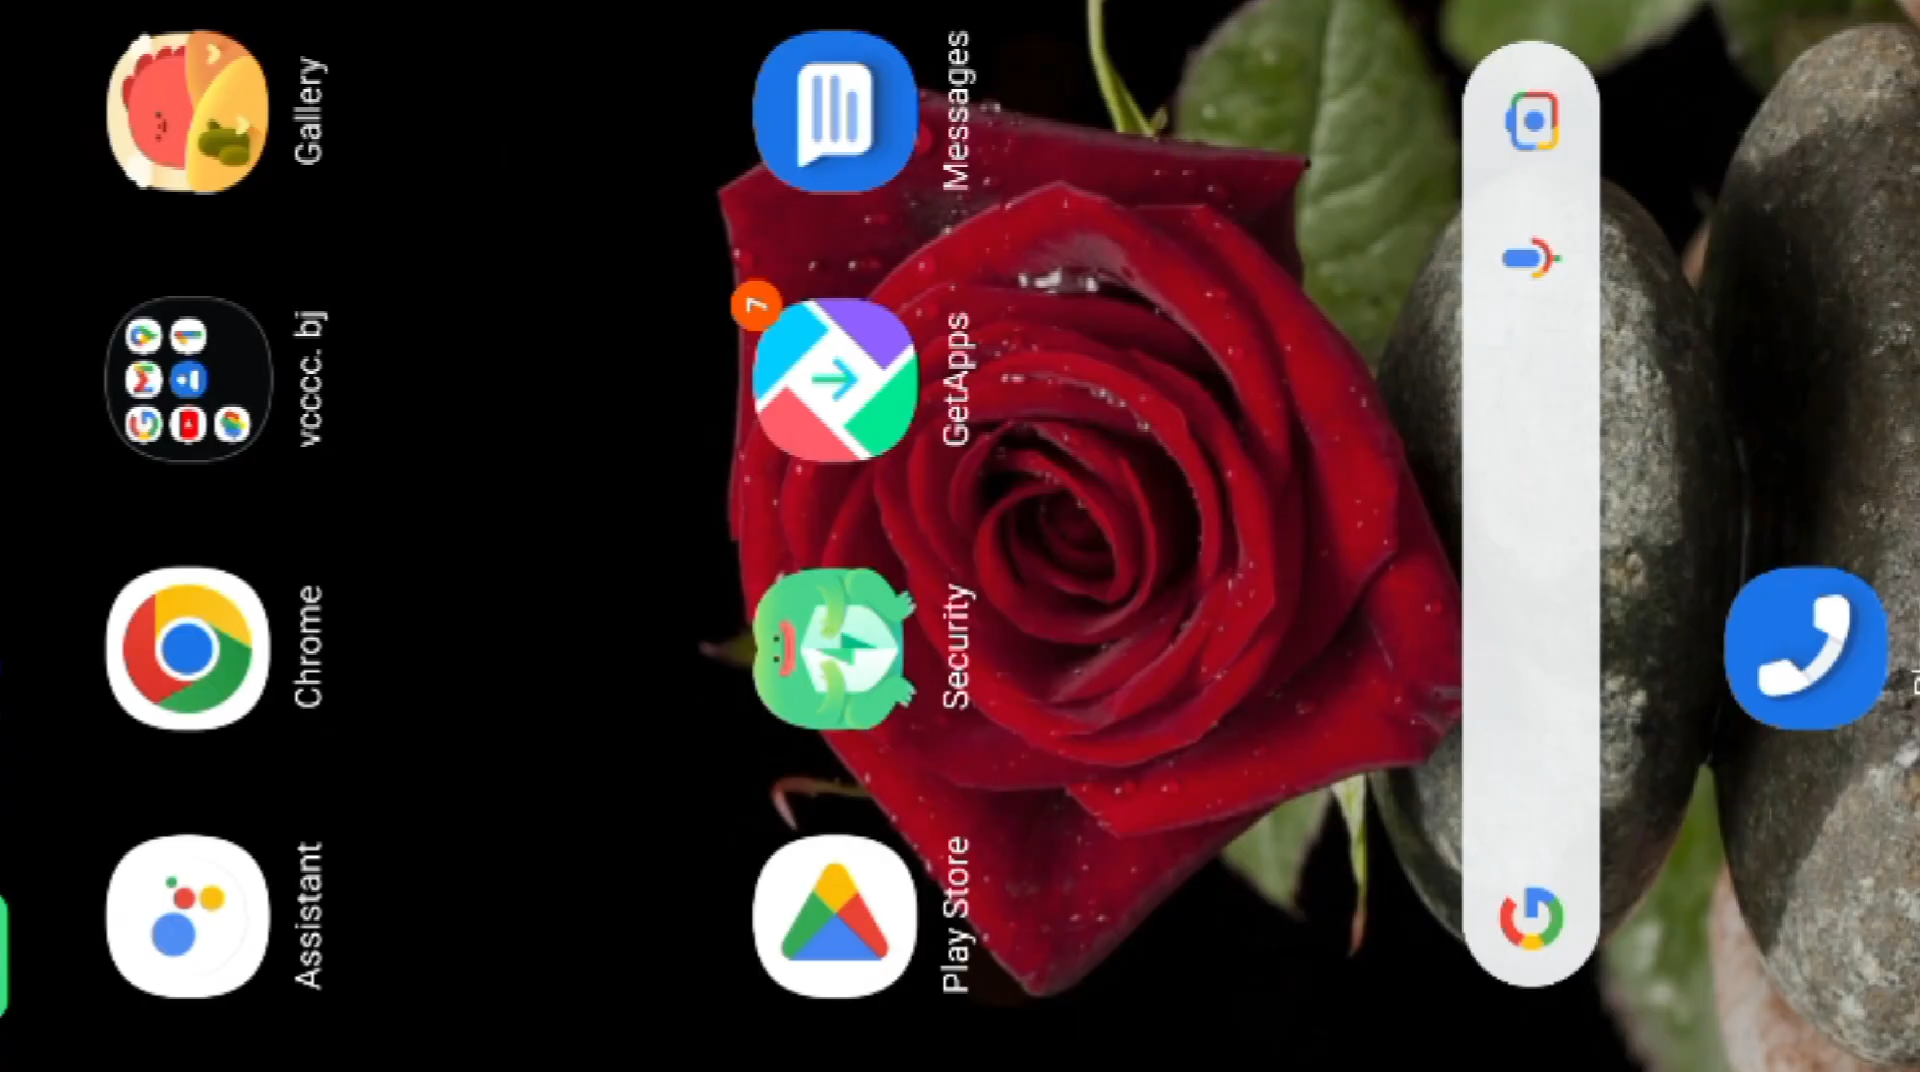 Assistant
Chrome
vcccc. bj
Gallery
Play Store
Security
GetApps
7
Messages